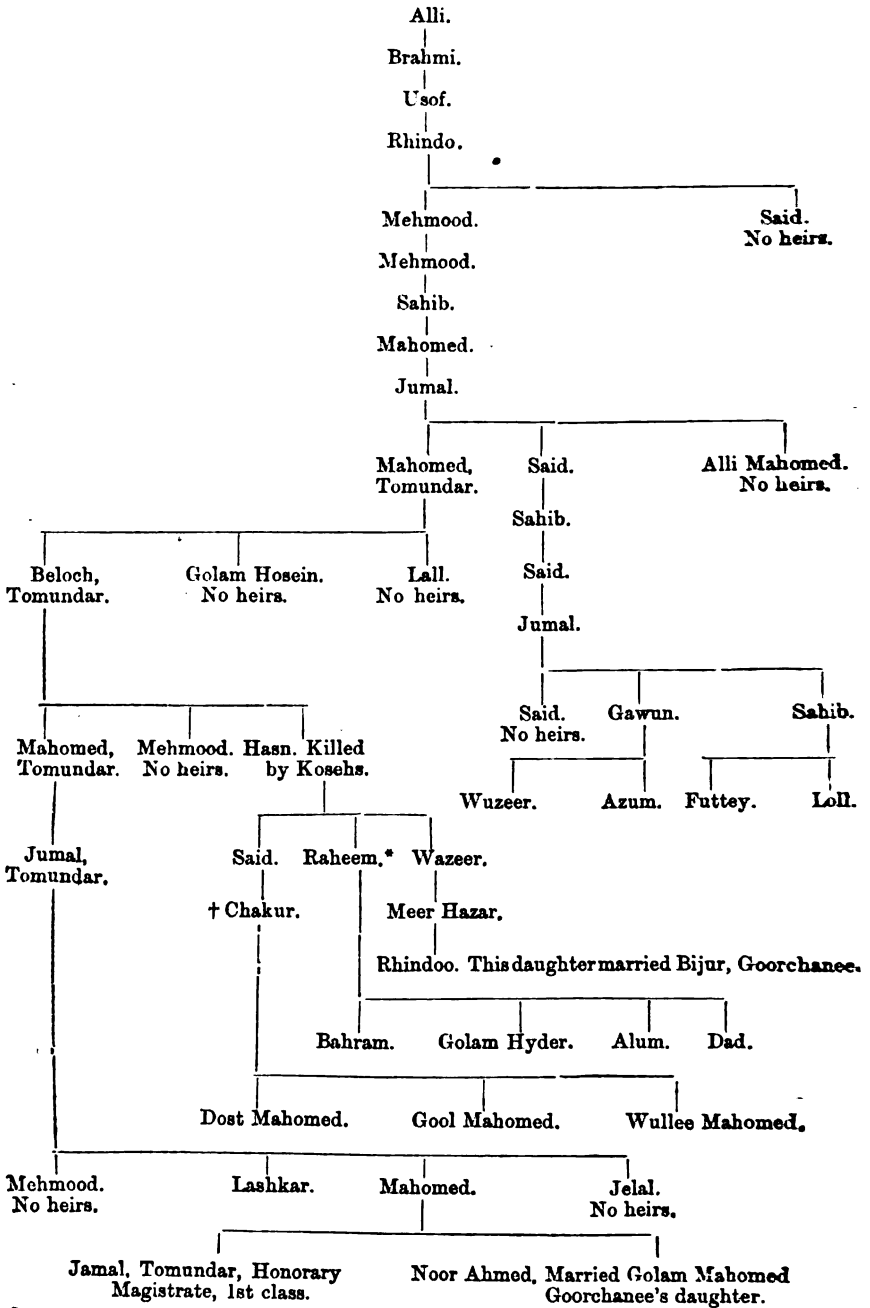 Alli.
Brahmi.
Usof.
Rhindo.
Mehmood.
Said.
No heirs.
Mehmood.
Sahib.
Mahomed.
Jumal.
Mahomed,
Tomundar.
Said.
Alli Mahomed.
No heirs.
Sahib.
Beloch,
Tomundar.
Golam Hosein.
No heirs.
Lall.
No heirs.
Said.
Jumal.
Said.
No heirs.
Gawun.
Sahib.
Mahomed,
Tomundar.
Mehmood.
No heirs.
Hasn. Killed
by Kosehs.
Wuzeer.
Azum.
Futtey.
Loll.
Jumal,
Tomundar.
Said.
Raheem.*
Wazeer.
† Chakur.
Meer Hazar.
Rhindoo. This daughter married Bijur, Goorchanee.
Bahram.
Golam Hyder.
Alum.
Dad.
Dost Mahomed.
Gool Mahomed.
Wullee Mahomed.
Mehmood.
No heirs.
Lashkar.
Mahomed.
Jelal.
No heirs.
Jamal, Tomundar, Honorary
Magistrate, 1st class.
Noor Ahmed, Married Golam Mahomed
Goorchanee's daughter.